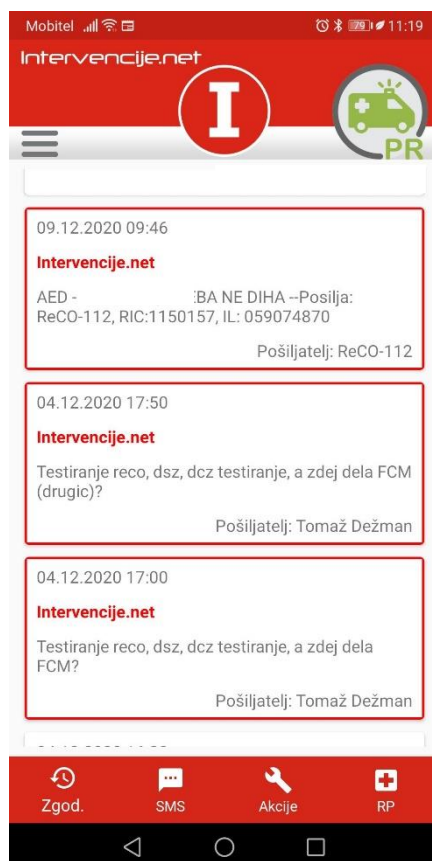 Mobitel
79
11:19
Intervencije.net
I
PR
09.12.2020 09:46
Intervencije.net
AED - EBA NE DIHA --Posilja:
ReCO-112, RIC:1150157, IL: 059074870
Pošiljatelj: ReCO-112
04.12.2020 17:50
Intervencije.net
Testiranje reco, dsz, dcz testiranje, a zdej dela FCM
(drugic)?
Pošiljatelj: Tomaž Dežman
04.12.2020 17:00
Intervencije.net
Testiranje reco, dsz, dcz testiranje, a zdej dela
FCM?
Pošiljatelj: Tomaž Dežman
Zgod.
SMS
Akcije
RP